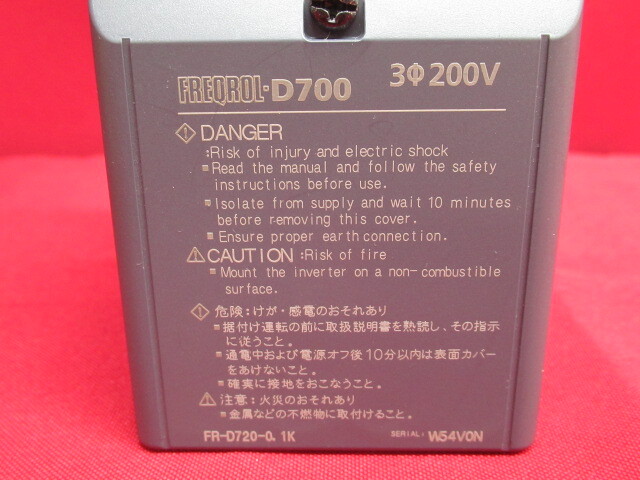 FREQROL-D700 3Φ200V
DANGER
:Risk of injury and electric shock
■Read the manual and follow the safety
instructions before use.
■Isolate from supply and wait 10 minutes
before removing this cover.
■Ensure proper earth connection.
CAUTION :Risk of fire
■Mount the inverter on a non-combustible
surface.
危険：けが・感電のおそれあり
■据付け運転の前に取扱説明書を熟読し、その指示
に従うこと。
■通電中および電源オフ後10分以内は表面カバー
をあけないこと。
■確実に接地をおこなうこと。
注意：火災のおそれあり
■金属などの不燃物に取付けること。
FR-D720-0.1K SERIAL: W54V0N